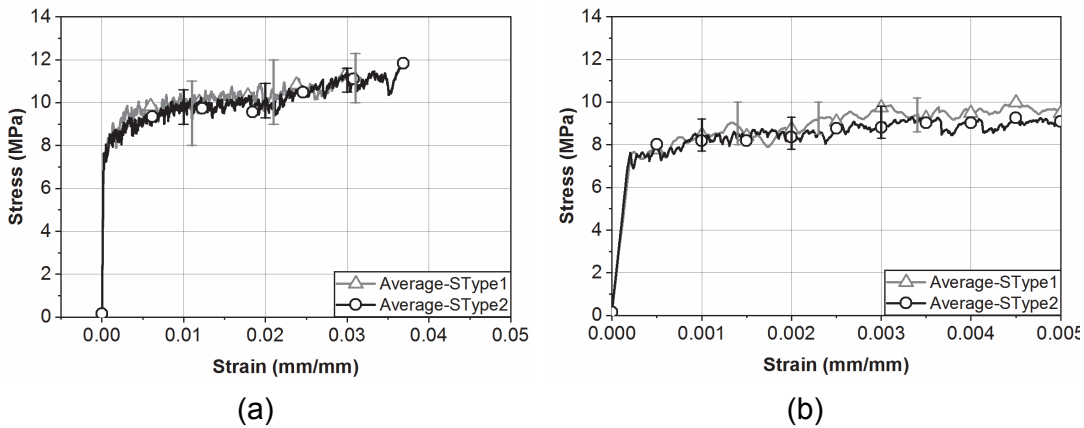 14
12
10
8
6
4
2
0
Stress (MPa)
0.00 0.01 0.02 0.03 0.04 0.05
Strain (mm/mm)
Average-SType1
Average-SType2
(a)
14
12
10
8
6
4
2
0
Stress (MPa)
0.000 0.001 0.002 0.003 0.004 0.005
Strain (mm/mm)
Average-SType1
Average-SType2
(b)